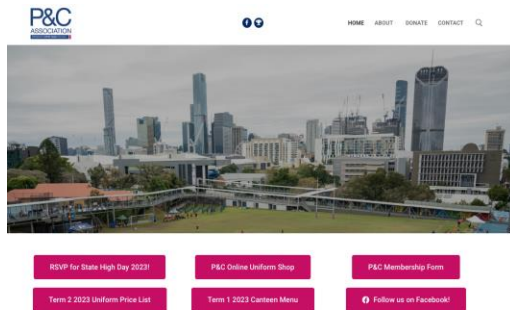 P&C
ASSOCIATION
HOME ABOUT DONATE CONTACT
RSVP for State High Day 2023! P&C Online Uniform Shop P&C Membership Form
Term 2 2023 Uniform Price List Term 1 2023 Canteen Menu Follow us on Facebook!